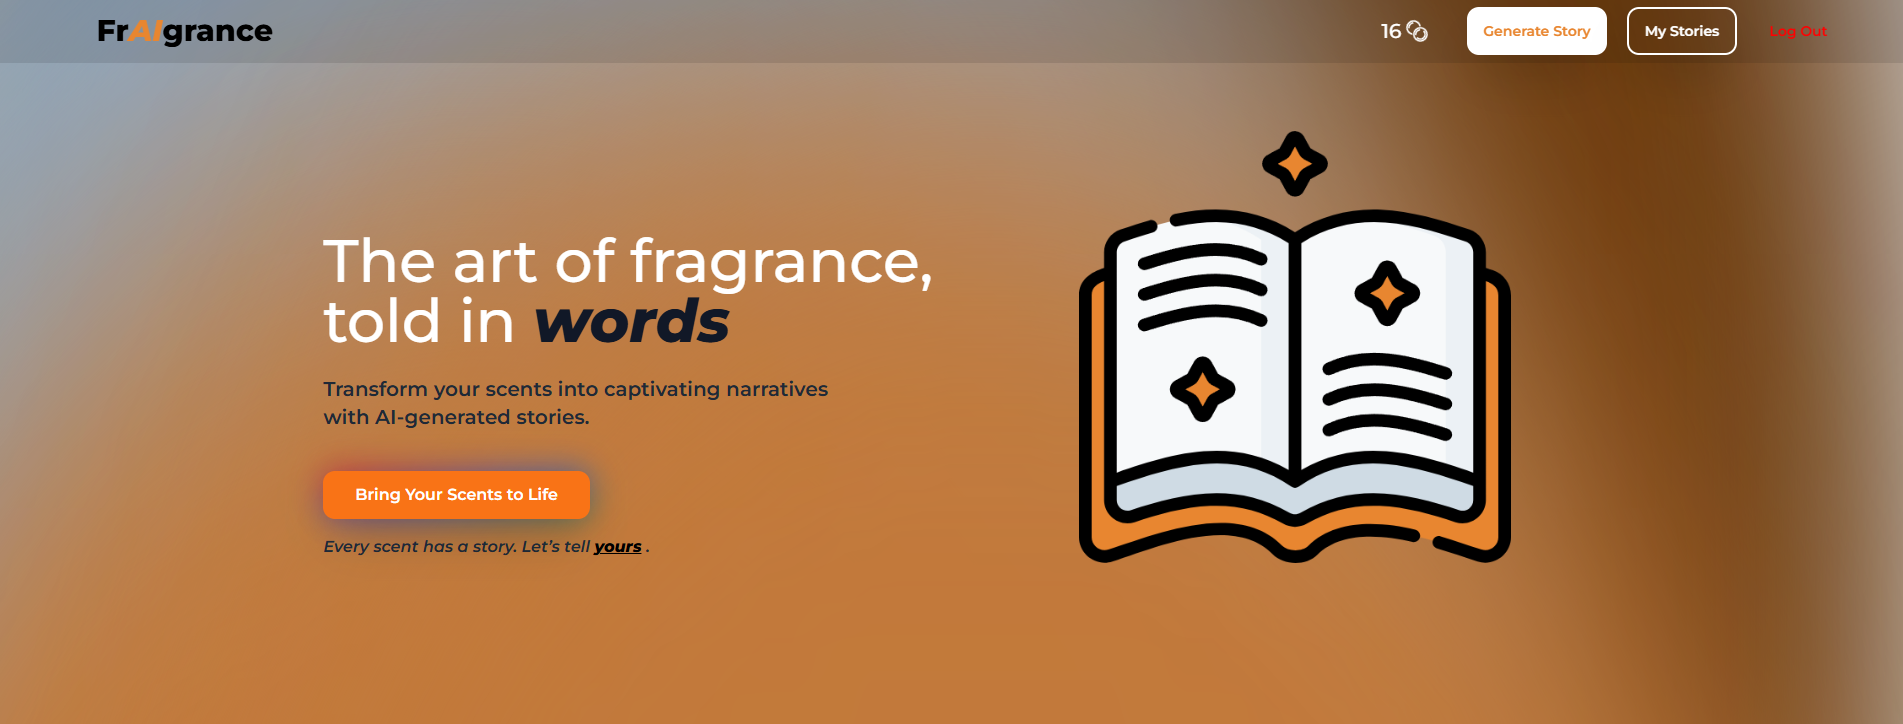 FrAIgrance
16
Generate Story
My Stories
Log Out
The art of fragrance,
told in words
Transform your scents into captivating narratives
with AI-generated stories.
Bring Your Scents to Life
Every scent has a story. Let’s tell yours .